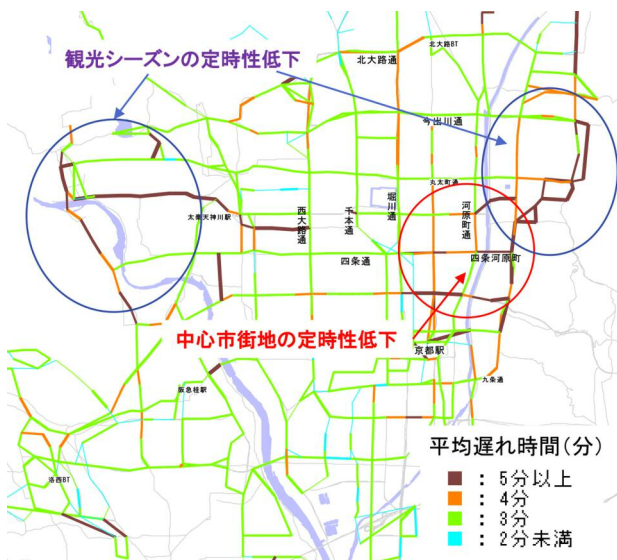 観光シーズンの定時性低下
北大路BT
北大路通
今出川通
丸太町通
太秦天神川駅
西大路通
千本通
堀川通
河原町通
四条通
四条河原町
中心市街地の定時性低下
京都駅
九条通
阪急桂駅
洛西BT
平均遅れ時間(分)
: 5分以上
: 4分
: 3分
: 2分未満